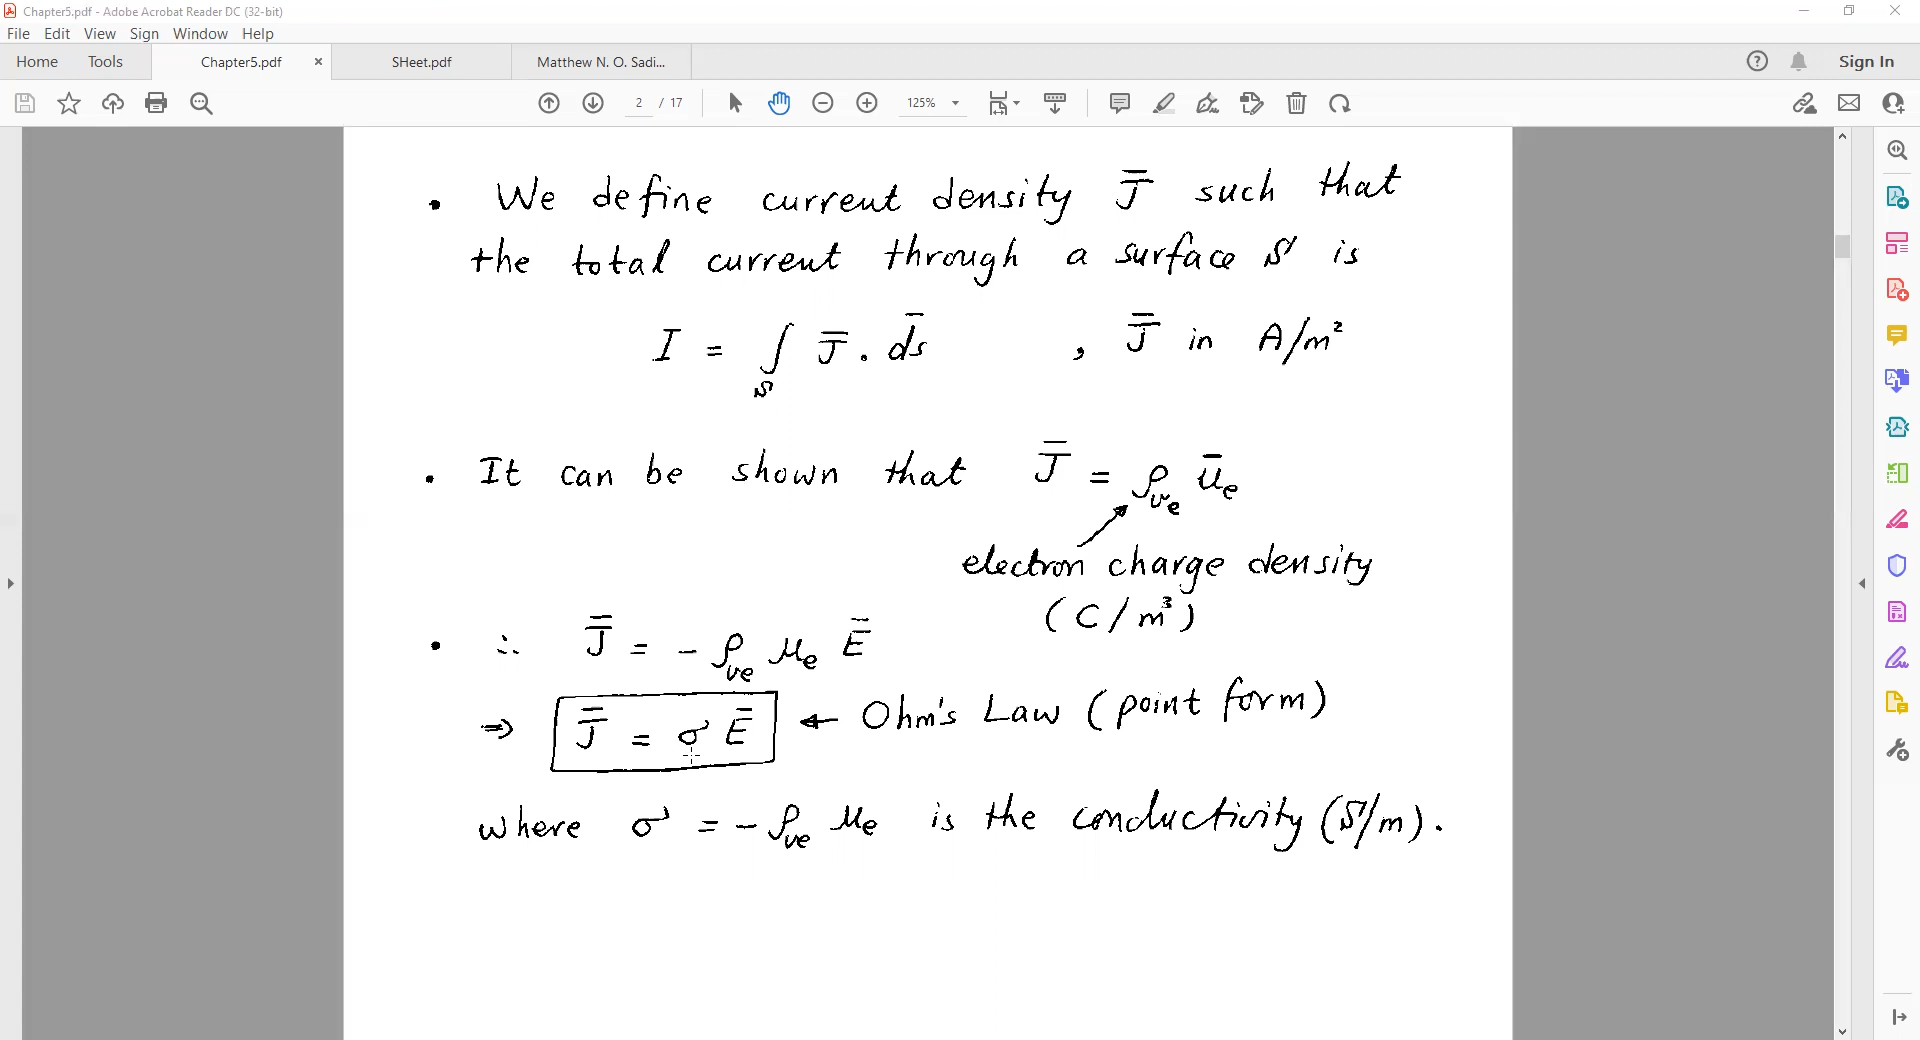 Chapter5.pdf - Adobe Acrobat Reader DC (32-bit)
File Edit View Sign Window Help
Home Tools Chapter5.pdf × SHeet.pdf Matthew N. O. Sadi... Sign In
2 / 17 125%
• We define current density J̅ such that
the total current through a surface S is
I = ∫_S J̅ . d̅s , J̅ in A/m²
• It can be shown that J̅ = ρ_ve u̅_e
electron charge density
(C/m³)
• ∴ J̅ = - ρ_ve μ_e E̅
⇒ J̅ = σ E̅ ← Ohm's Law (point form)
where σ = - ρ_ve μ_e is the conductivity (S/m).